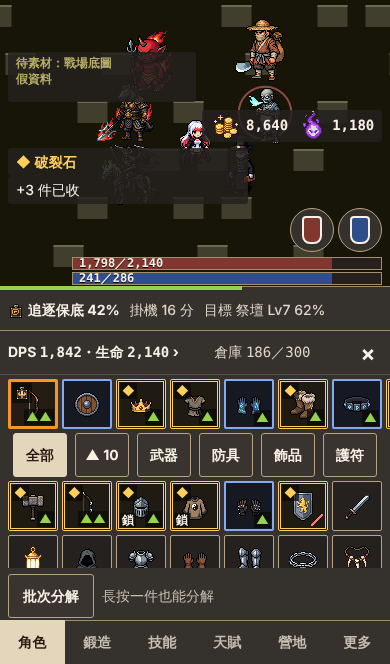 待素材：戰場底圖
假資料
8,640
1,180
◆ 破裂石
+3 件已收
1,798／2,140
241／286
追逐保底 42% 掛機 16 分 目標 祭壇 Lv7 62%
DPS 1,842・生命 2,140 › 倉庫 186／300 ×
全部 ▲ 10 武器 防具 飾品 護符
鎖 鎖
批次分解 長按一件也能分解
角色 鍛造 技能 天賦 營地 更多